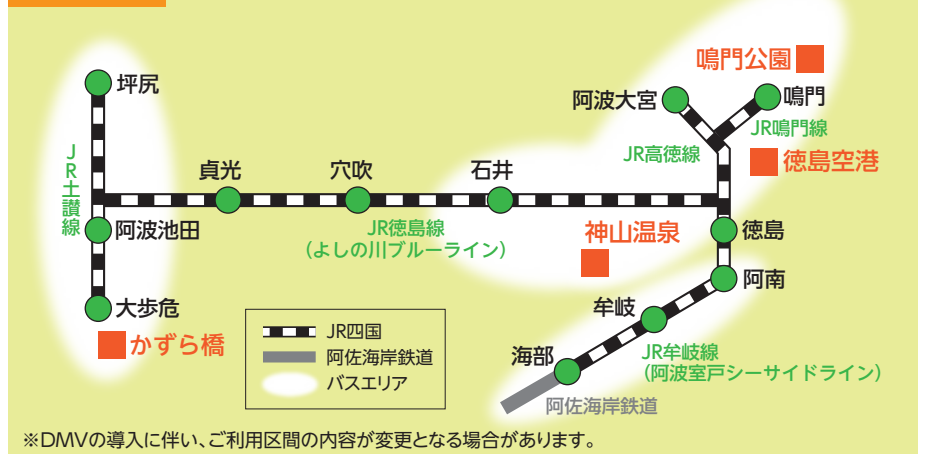 鳴門公園
坪尻
阿波大宮
鳴門
JR鳴門線
JR高徳線
徳島空港
JR土讃線
貞光
穴吹
石井
阿波池田
JR徳島線
（よしの川ブルーライン）
神山温泉
徳島
阿南
大歩危
かずら橋
牟岐
海部
JR牟岐線
（阿波室戸シーサイドライン）
阿佐海岸鉄道
JR四国
阿佐海岸鉄道
バスエリア
※DMVの導入に伴い、ご利用区間の内容が変更となる場合があります。